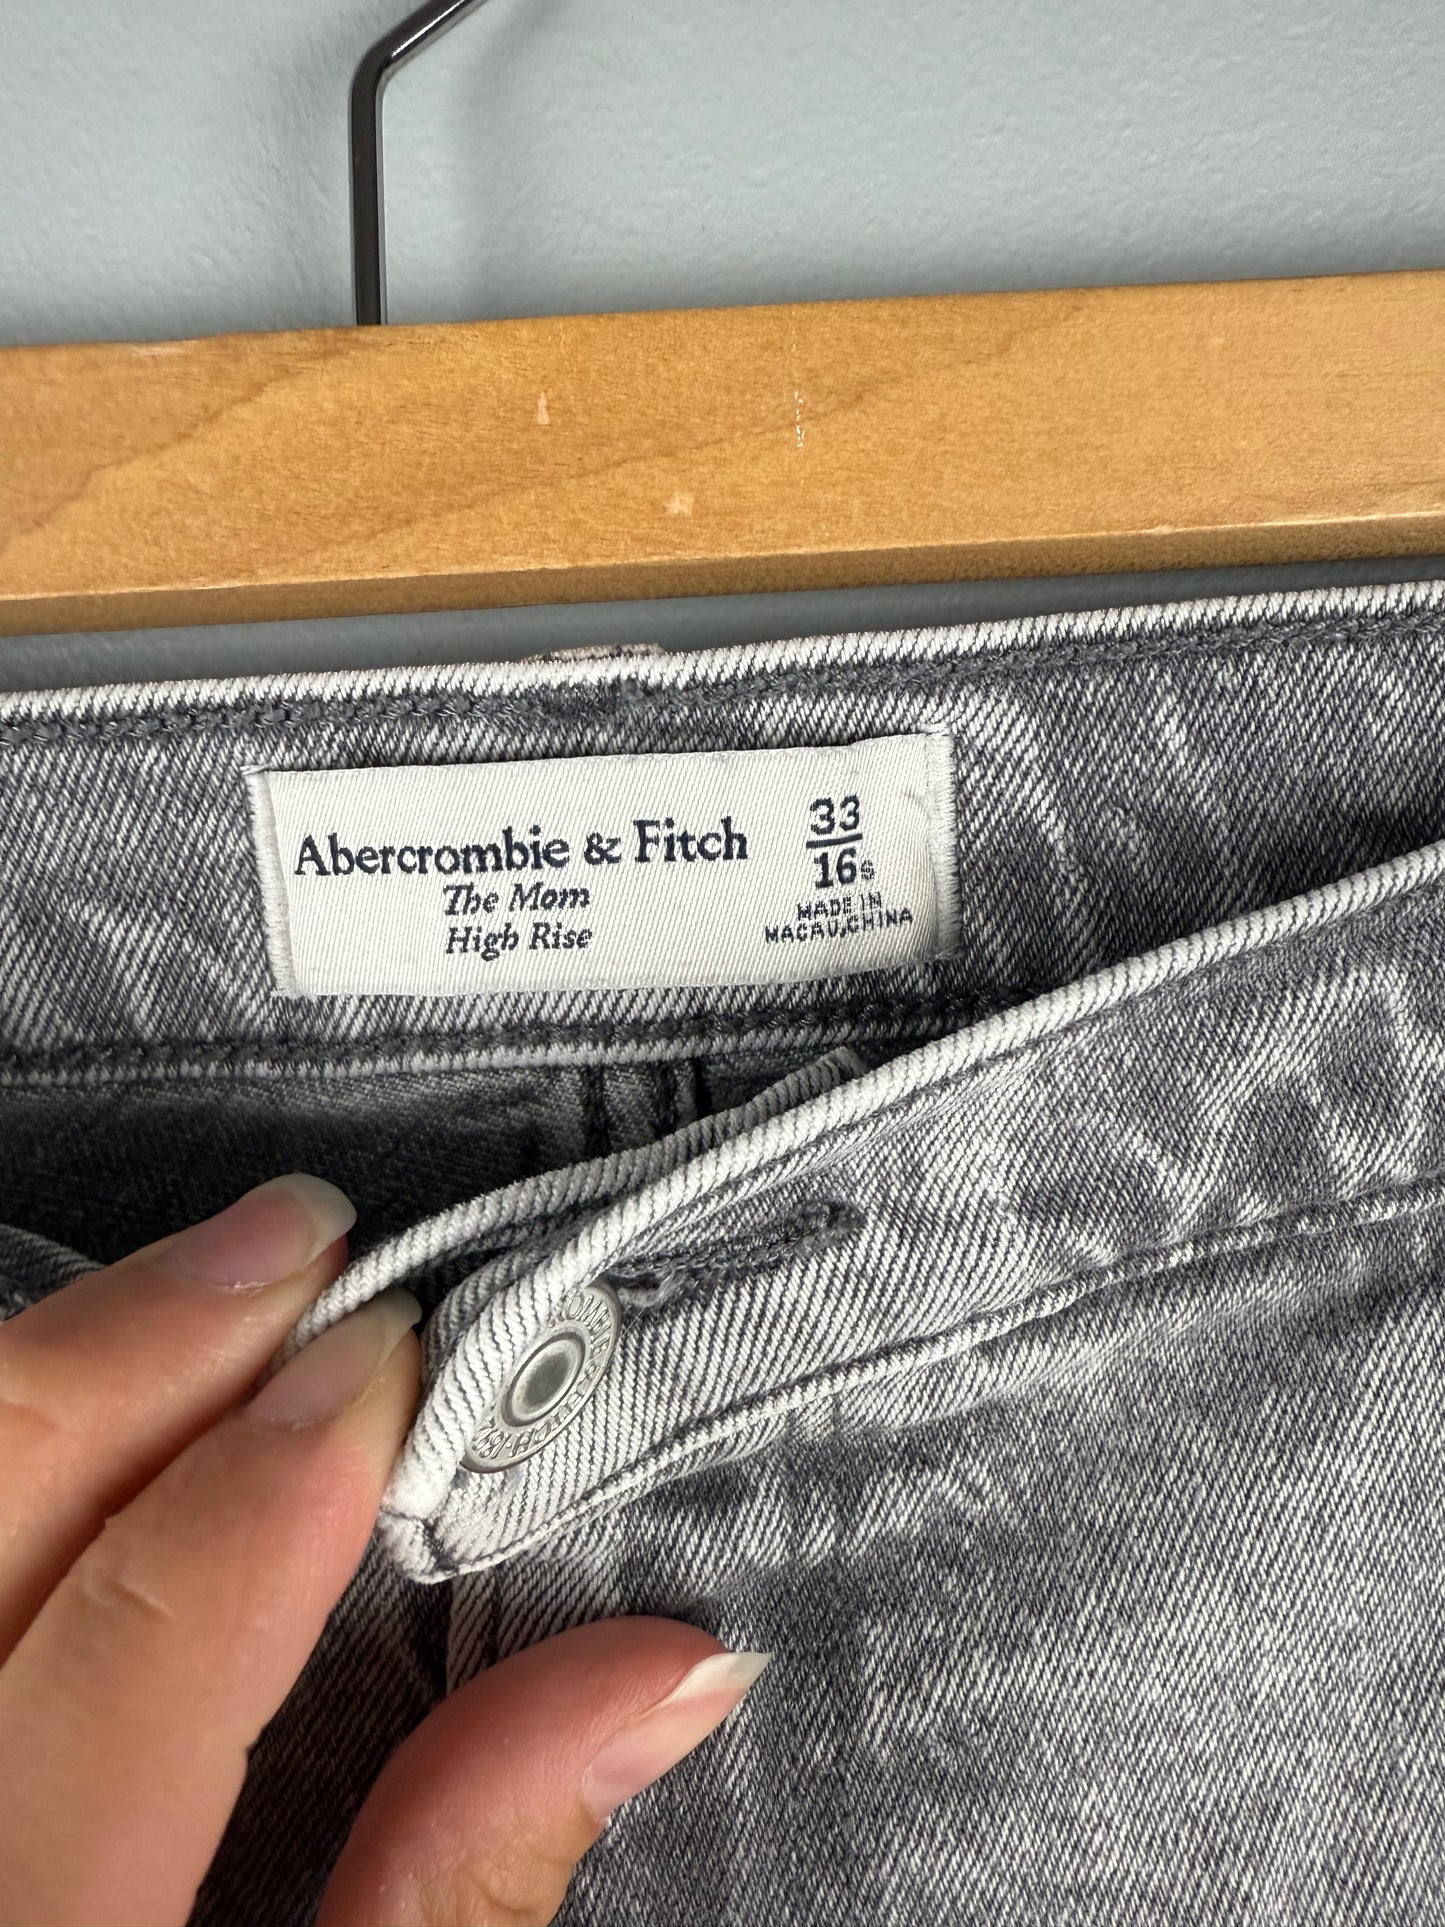 Abercrombie & Fitch
The Mom
High Rise
33
16s
MADE IN
MACAU,CHINA